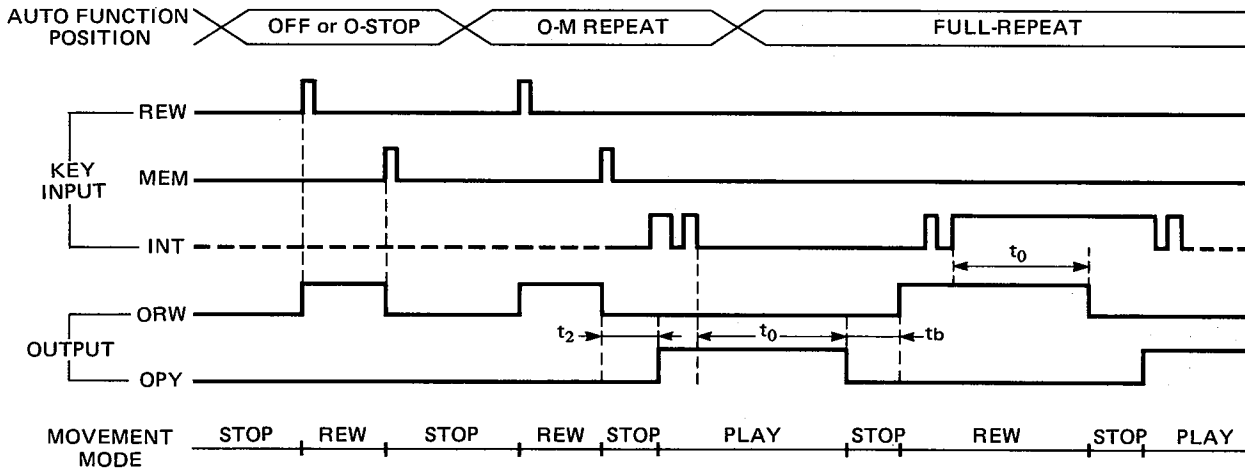 AUTO FUNCTION
POSITION
OFF or O-STOP
O-M REPEAT
FULL-REPEAT
REW
KEY
INPUT
MEM
INT
t0
ORW
t2
t0
tb
OUTPUT
OPY
MOVEMENT
MODE
STOP
REW
STOP
REW
STOP
PLAY
STOP
REW
STOP
PLAY